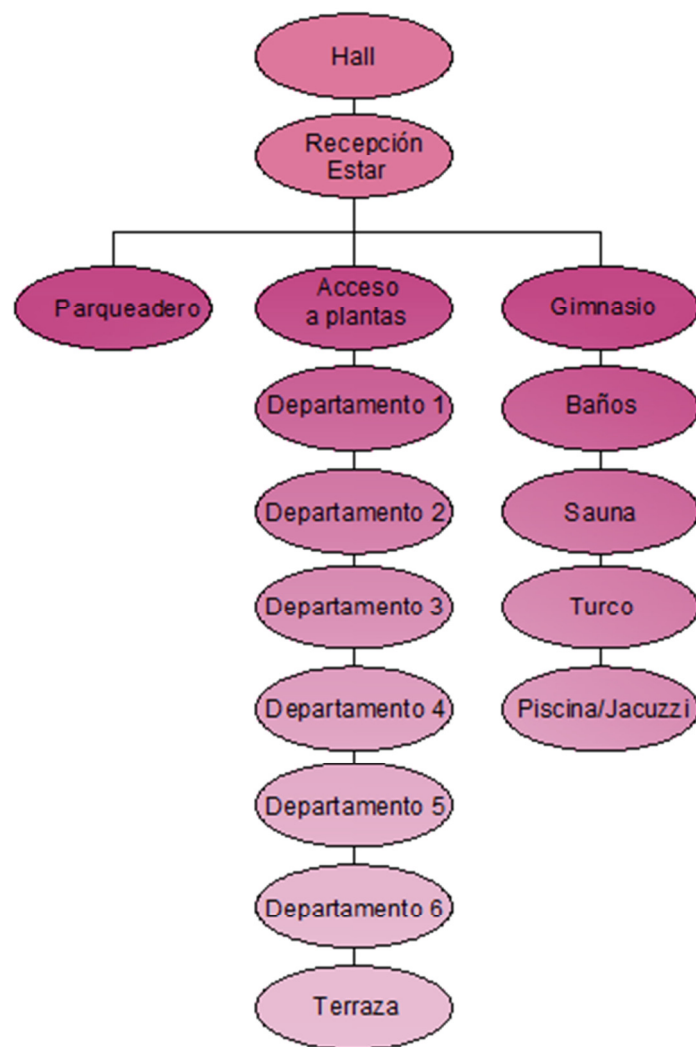 Hall
Recepción
Estar
Parqueadero
Acceso
a plantas
Gimnasio
Departamento 1
Baños
Departamento 2
Sauna
Departamento 3
Turco
Departamento 4
Piscina/Jacuzzi
Departamento 5
Departamento 6
Terraza